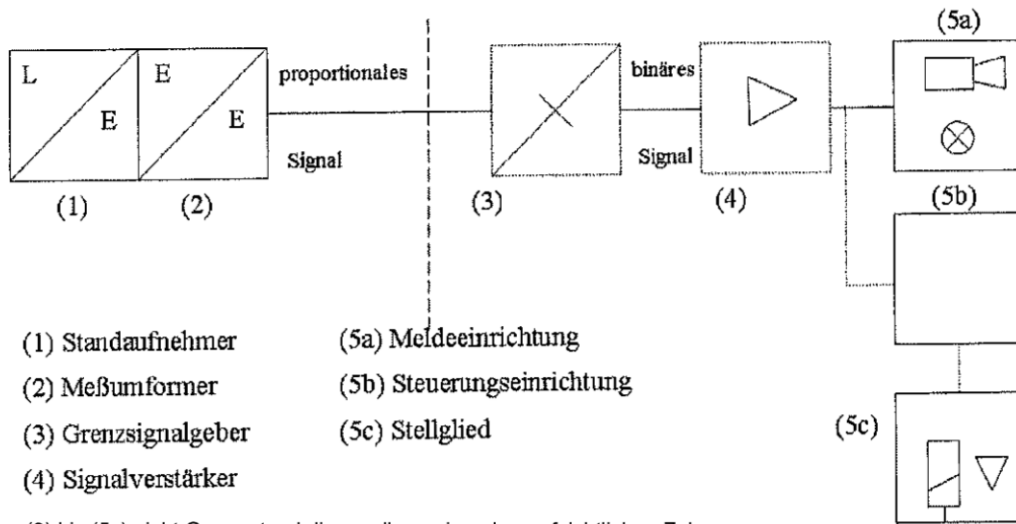 (5a)
L
E
E
E
proportionales
Signal
binäres
Signal
(1)
(2)
(3)
(4)
(5b)
(5c)
(1) Standaufnehmer
(2) Meßumformer
(3) Grenzsignalgeber
(4) Signalverstärker
(5a) Meldeeinrichtung
(5b) Steuerungseinrichtung
(5c) Stellglied